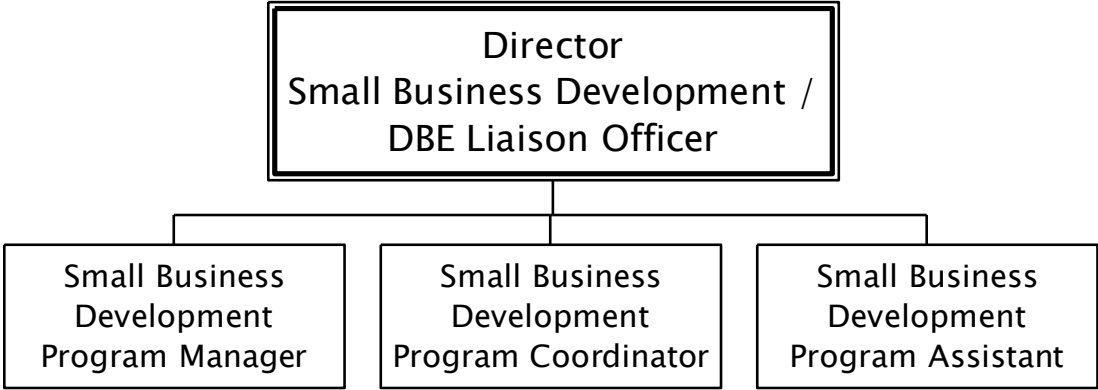 Director
Small Business Development /
DBE Liaison Officer
Small Business
Development
Program Manager
Small Business
Development
Program Coordinator
Small Business
Development
Program Assistant